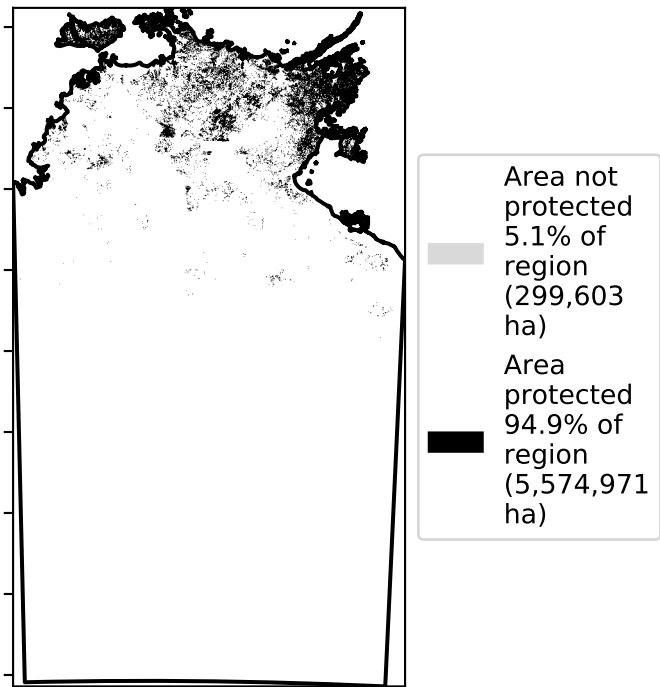 Area not
protected
5.1% of
region
(299,603
ha)
Area
protected
94.9% of
region
(5,574,971
ha)